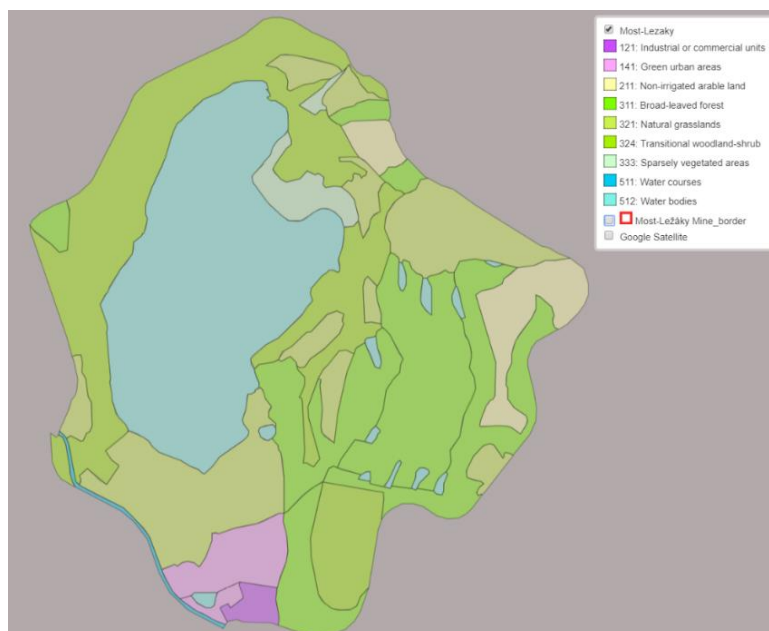 Most-Lezaky
121: Industrial or commercial units
141: Green urban areas
211: Non-irrigated arable land
311: Broad-leaved forest
321: Natural grasslands
324: Transitional woodland-shrub
333: Sparsely vegetated areas
511: Water courses
512: Water bodies
Most-Ležáky Mine_border
Google Satellite